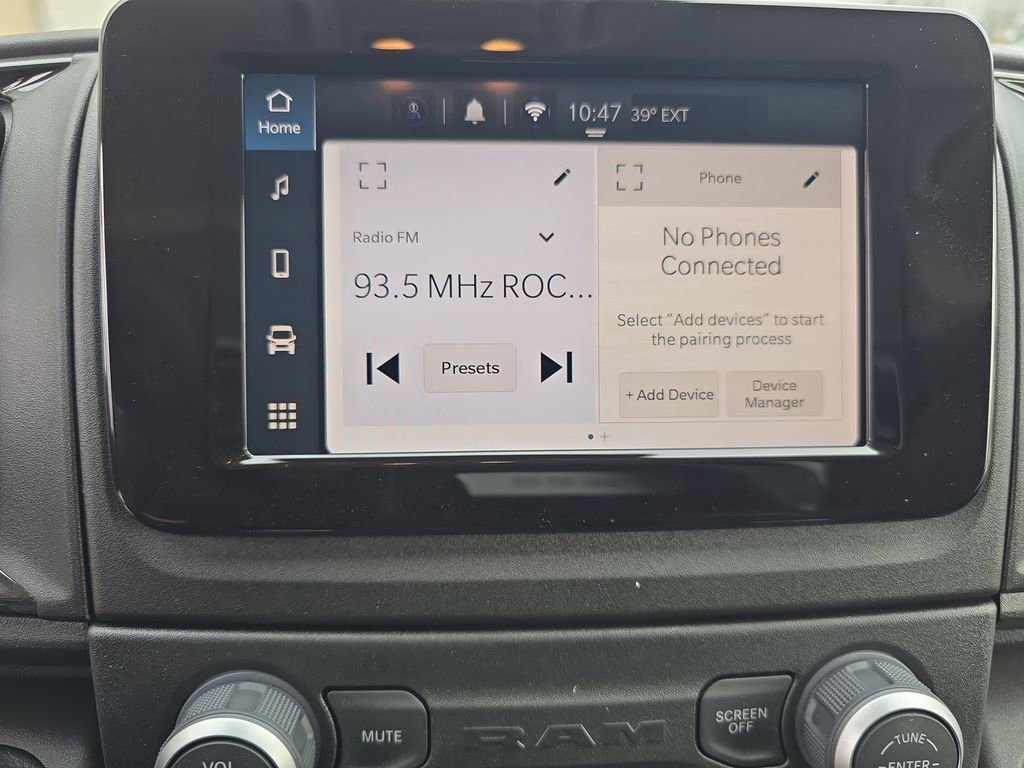 10:47 39° EXT
Home
Phone
Radio FM
93.5 MHz ROC...
Presets
No Phones
Connected
Select "Add devices" to start
the pairing process
+ Add Device
Device
Manager
VOL
MUTE
RAM
SCREEN
OFF
TUNE
ENTER